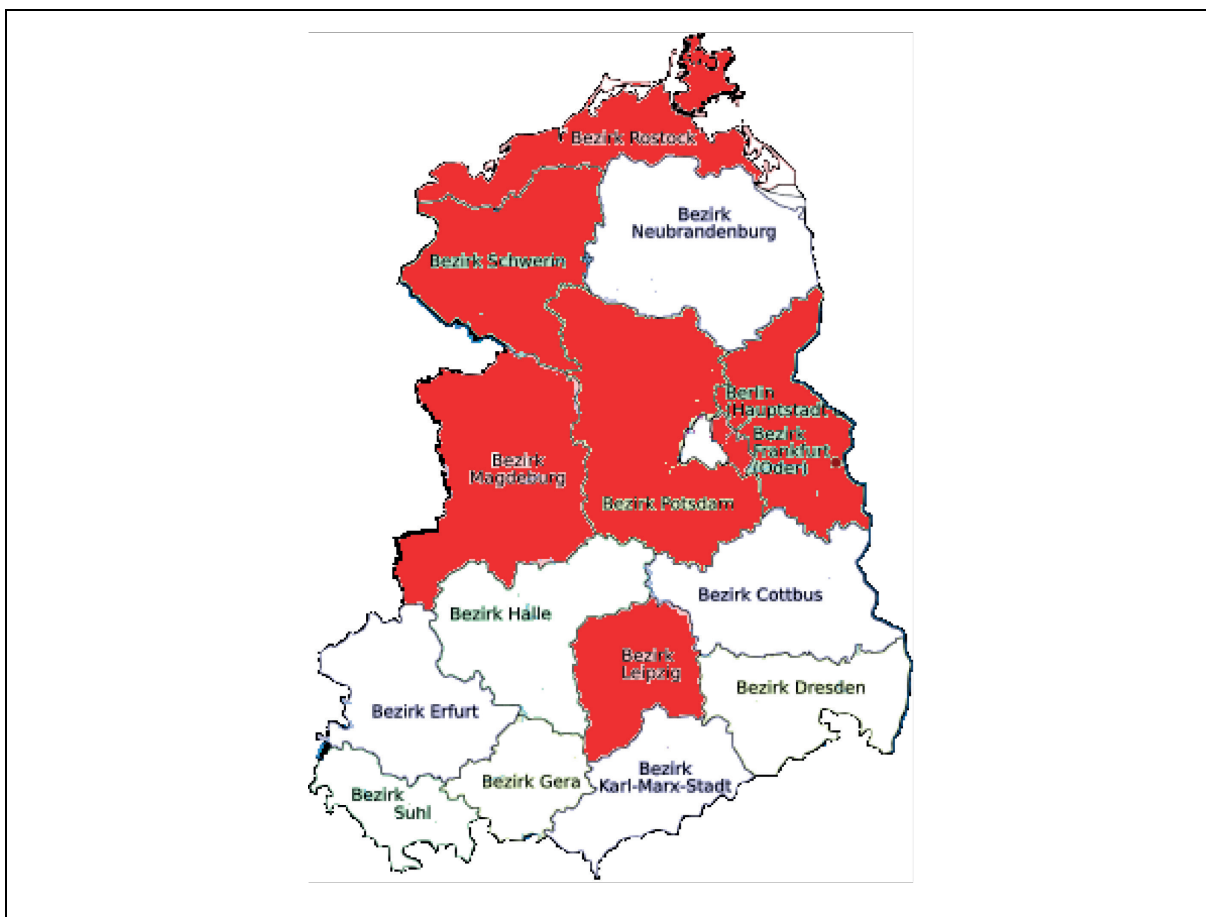 Bezirk Rostock
Bezirk
Neubrandenburg
Bezirk Schwerin
Berlin
(Hauptstadt
Bezirk
Frankfurt
(Oder)
Bezirk
Magdeburg
Bezirk Potsdam
Bezirk Cottbus
Bezirk Halle
Bezirk
Leipzig
Bezirk Dresden
Bezirk Erfurt
Bezirk Gera
Bezirk
Karl-Marx-Stadt
Bezirk
Suhl